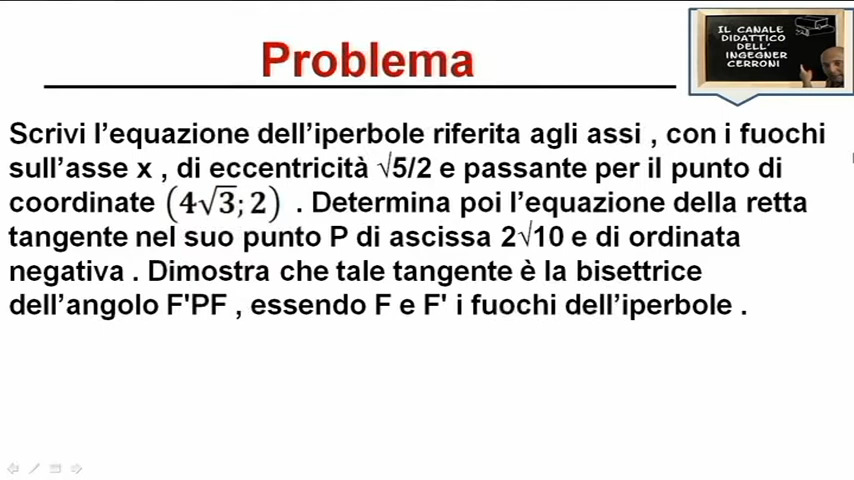 Problema
IL CANALE
DIDATTICO
DELL'
INGEGNER
CERRONI
Scrivi l’equazione dell’iperbole riferita agli assi , con i fuochi
sull’asse x , di eccentricità √5/2 e passante per il punto di
coordinate (4√3; 2) . Determina poi l’equazione della retta
tangente nel suo punto P di ascissa 2√10 e di ordinata
negativa . Dimostra che tale tangente è la bisettrice
dell’angolo F'PF , essendo F e F' i fuochi dell’iperbole .